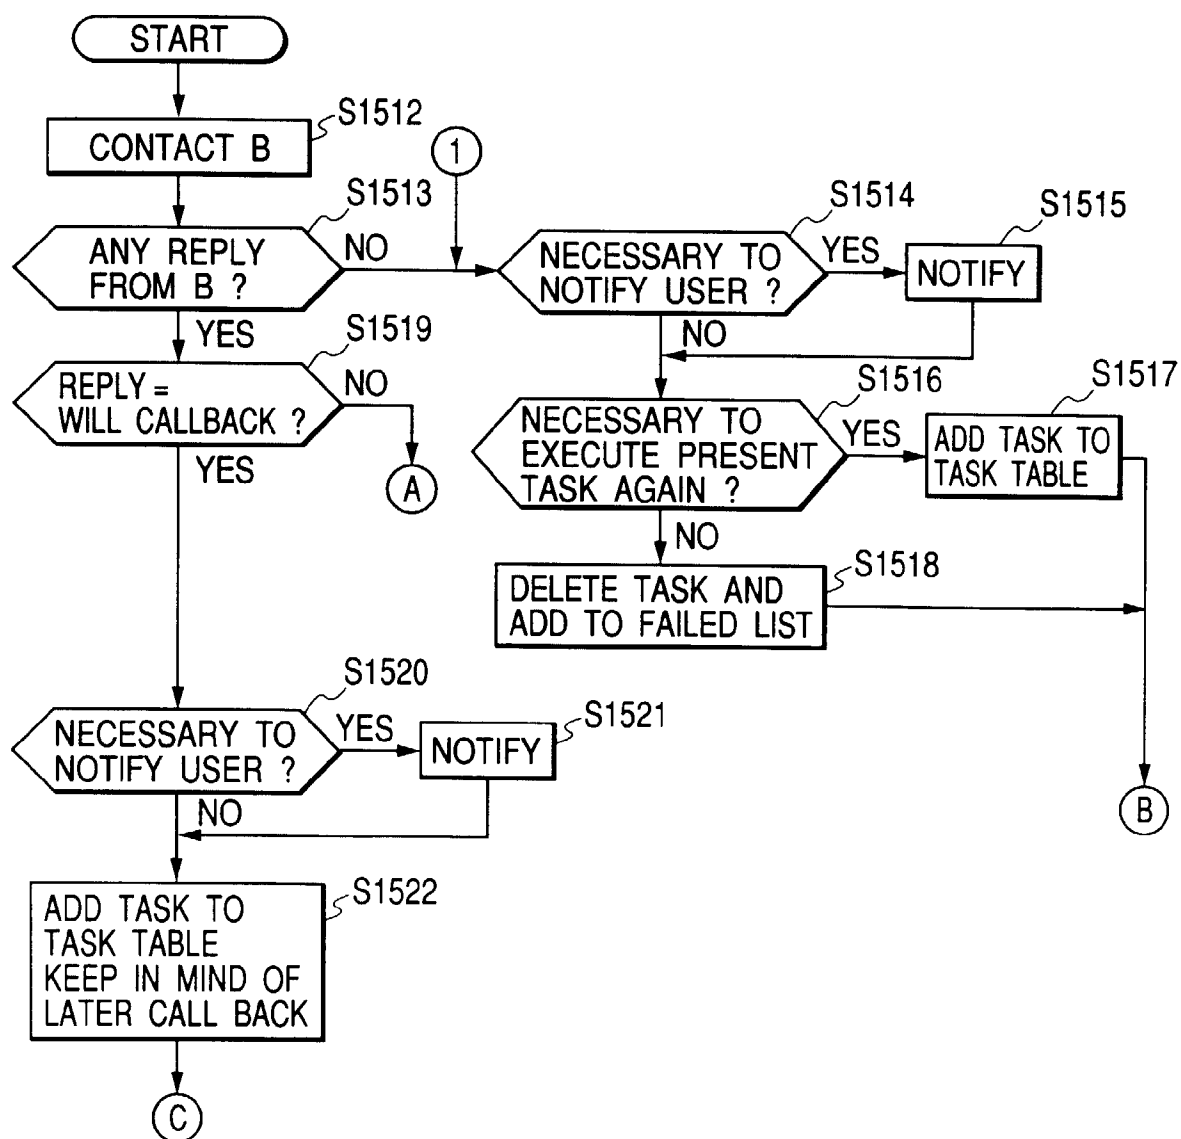 START
S1512
CONTACT B
1
S1513
ANY REPLY
FROM B ?
NO
S1514
NECESSARY TO
NOTIFY USER ?
YES
S1515
NOTIFY
NO
YES
S1519
REPLY =
WILL CALLBACK ?
NO
A
YES
S1516
NECESSARY TO
EXECUTE PRESENT
TASK AGAIN ?
YES
S1517
ADD TASK TO
TASK TABLE
NO
S1518
DELETE TASK AND
ADD TO FAILED LIST
B
S1520
NECESSARY TO
NOTIFY USER ?
YES
S1521
NOTIFY
NO
S1522
ADD TASK TO
TASK TABLE
KEEP IN MIND OF
LATER CALL BACK
C